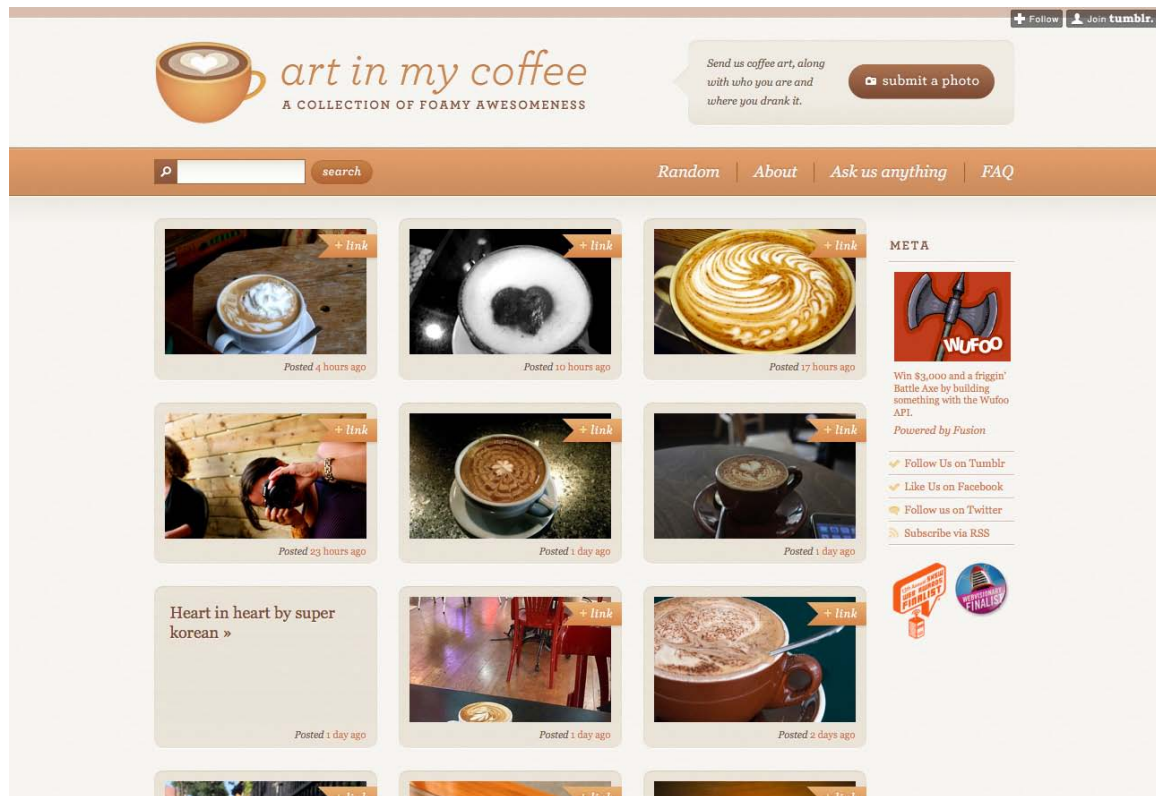 Follow
Join tumblr.
art in my coffee
A COLLECTION OF FOAMY AWESOMENESS
Send us coffee art, along
with who you are and
where you drank it.
submit a photo
search
Random
About
Ask us anything
FAQ
+ link
+ link
+ link
Posted 4 hours ago
Posted 10 hours ago
Posted 17 hours ago
META
WUFOO
Win $3,000 and a friggin'
Battle Axe by building
something with the Wufoo
API.
Powered by Fusion
+ link
+ link
+ link
Posted 23 hours ago
Posted 1 day ago
Posted 1 day ago
Follow Us on Tumblr
Like Us on Facebook
Follow us on Twitter
Subscribe via RSS
FINALIST
WEBVISIONARY
FINALIST
Heart in heart by super
korean »
+ link
+ link
Posted 1 day ago
Posted 1 day ago
Posted 2 days ago